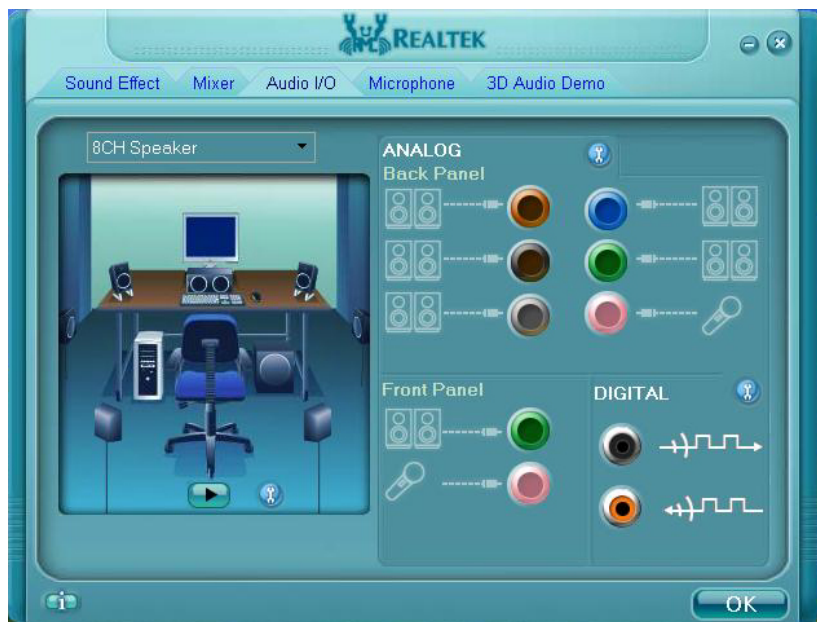 REALTEK
Sound Effect Mixer Audio I/O Microphone 3D Audio Demo
8CH Speaker
ANALOG
Back Panel
Front Panel
DIGITAL
i
OK